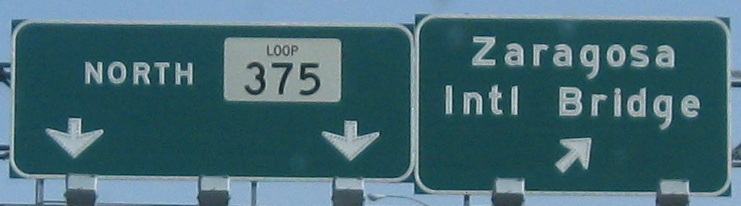 NORTH
LOOP
375
Zaragosa
Intl Bridge